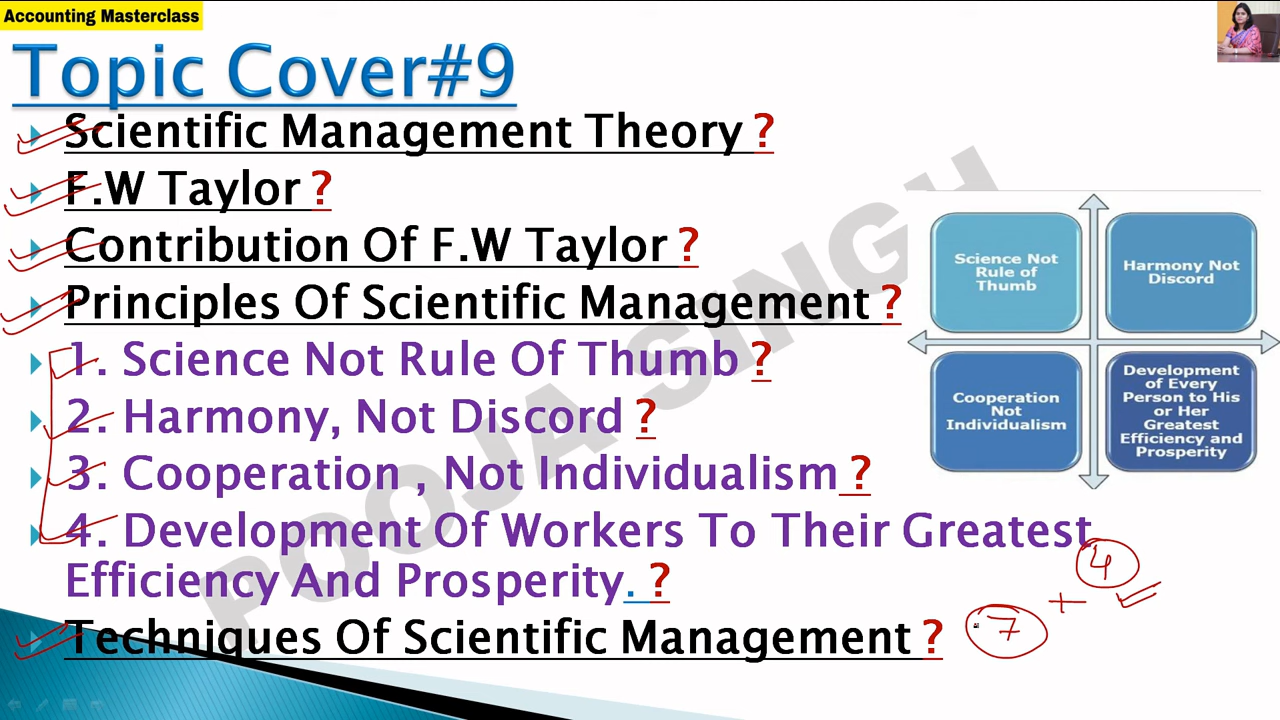 Accounting Masterclass
Topic Cover#9
Scientific Management Theory ?
F.W Taylor ?
Contribution Of F.W Taylor ?
Principles Of Scientific Management ?
1. Science Not Rule Of Thumb ?
2. Harmony, Not Discord ?
3. Cooperation , Not Individualism ?
4. Development Of Workers To Their Greatest
Efficiency And Prosperity. ?
Techniques Of Scientific Management ?
Science Not
Rule of
Thumb
Harmony Not
Discord
Cooperation
Not
Individualism
Development
of Every
Person to His
or Her
Greatest
Efficiency and
Prosperity
7 + 4
POOJA SINGH